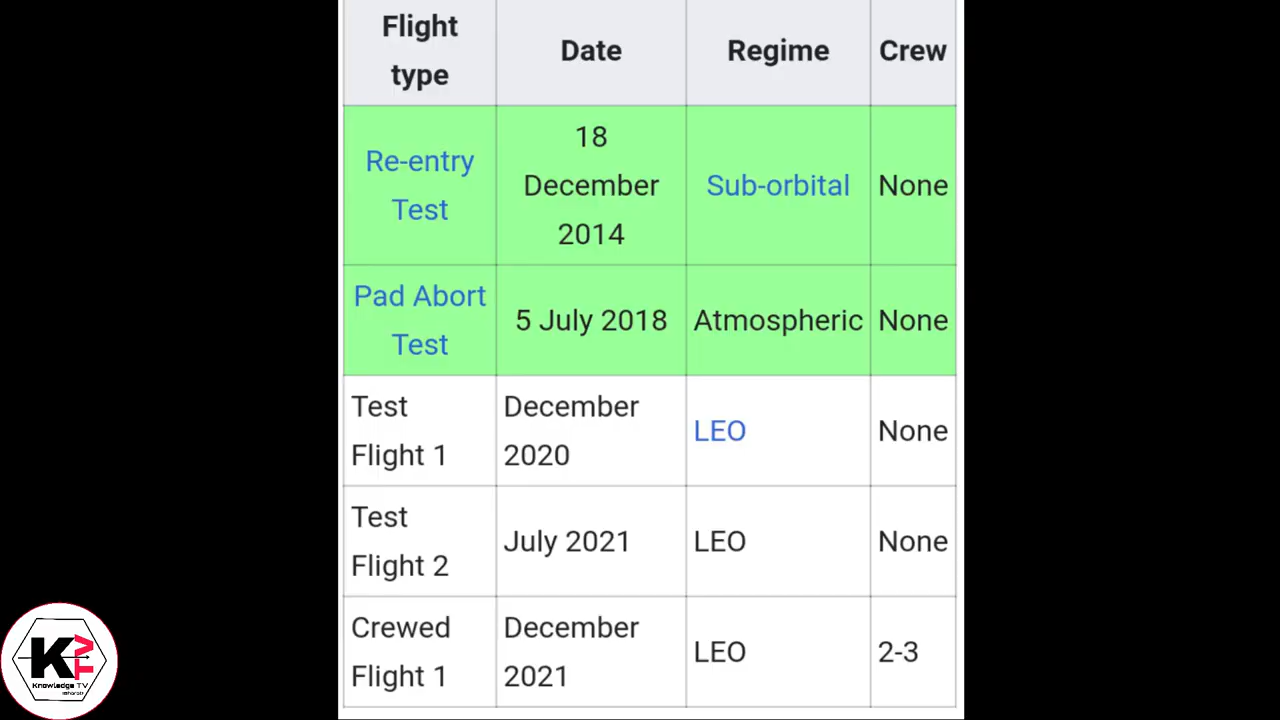 Flight type
Date
Regime
Crew
Re-entry Test
18 December 2014
Sub-orbital
None
Pad Abort Test
5 July 2018
Atmospheric
None
Test Flight 1
December 2020
LEO
None
Test Flight 2
July 2021
LEO
None
Crewed Flight 1
December 2021
LEO
2-3
Knowledge TV